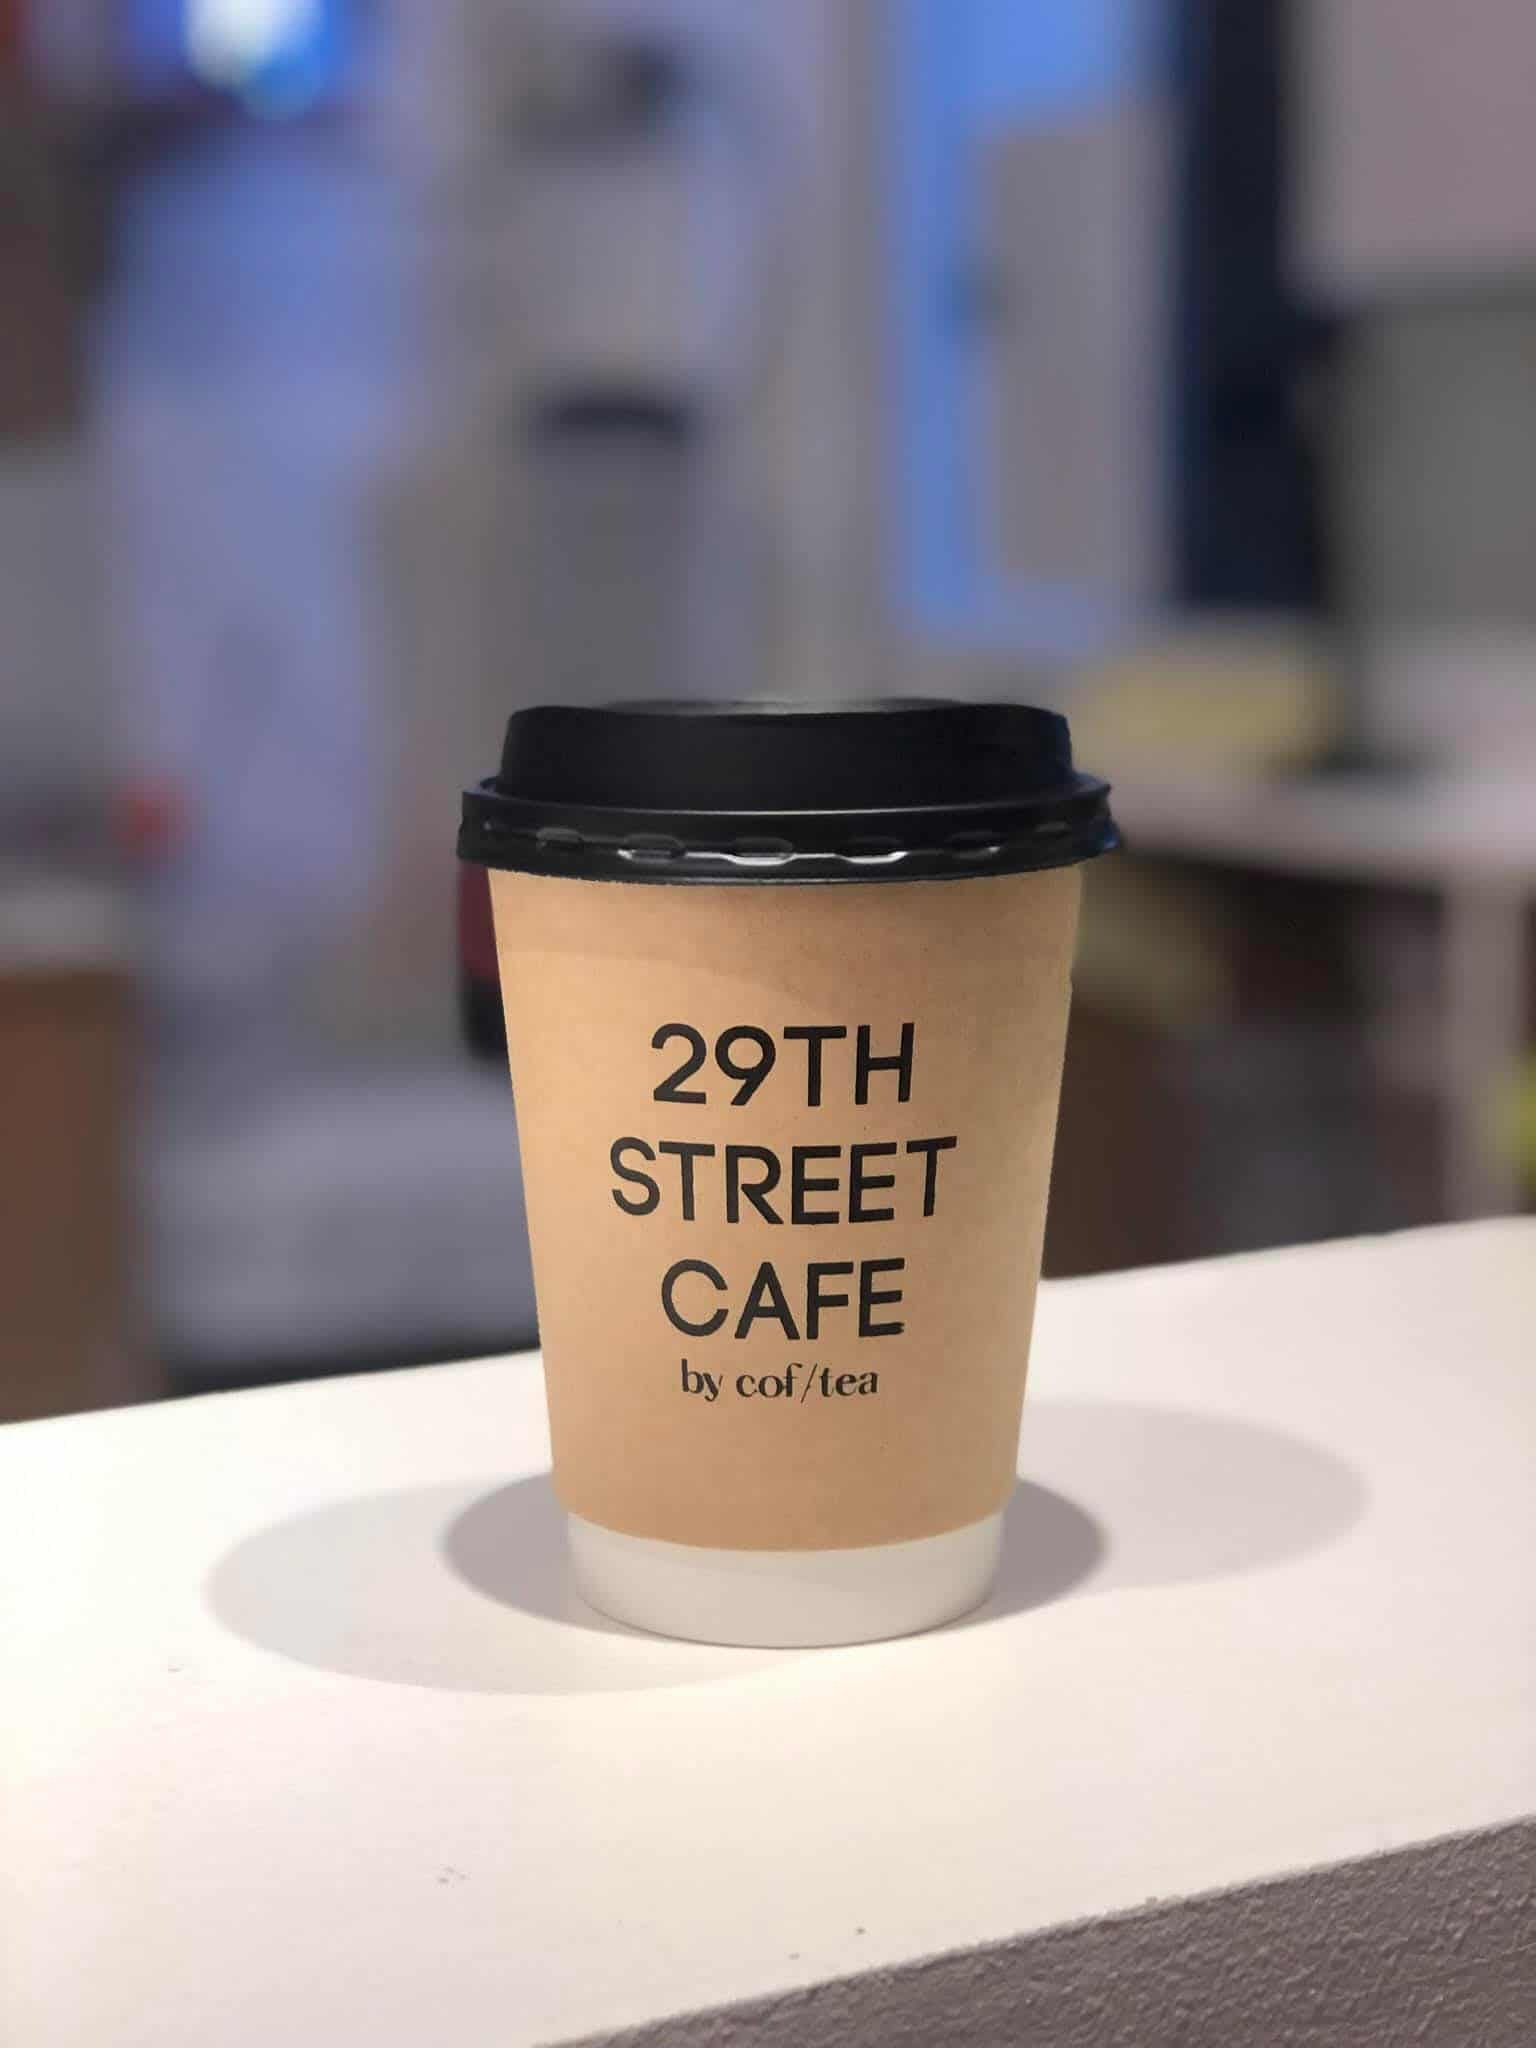 29TH
STREET
CAFE
by cof/tea